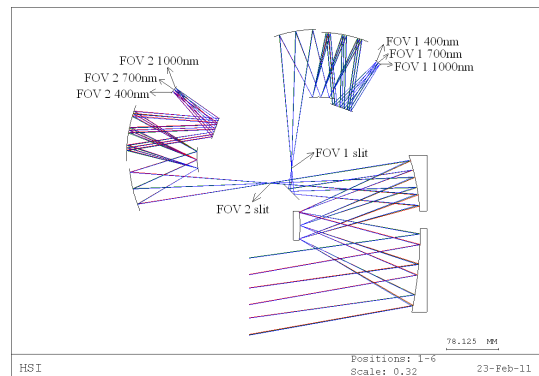 FOV 2 1000nm
FOV 2 700nm
FOV 2 400nm
FOV 1 400nm
FOV 1 700nm
FOV 1 1000nm
FOV 1 slit
FOV 2 slit
78.125 MM
HSI
Positions: 1-6
Scale: 0.32
23-Feb-11